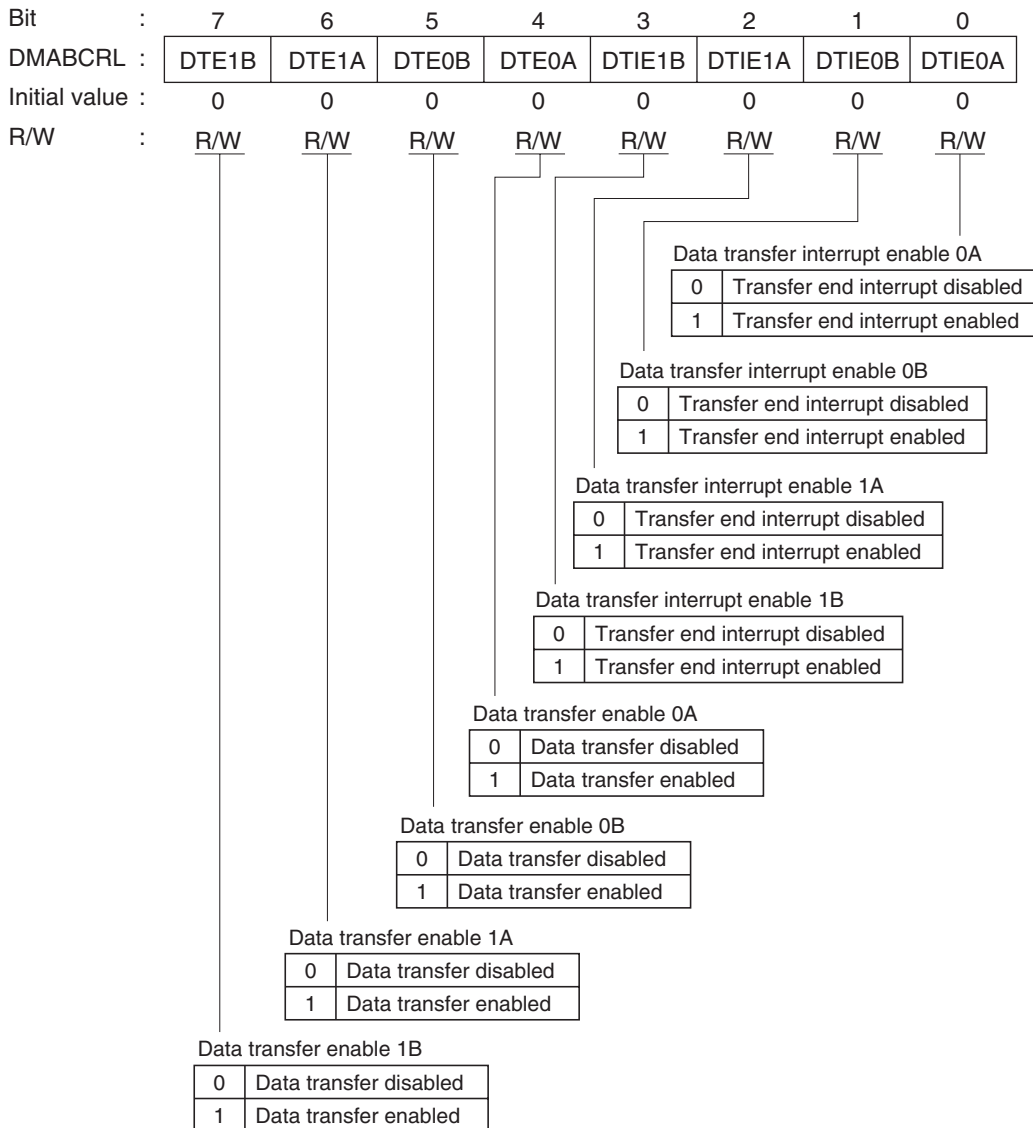 Bit : 7 6 5 4 3 2 1 0
DMABCRL : DTE1B DTE1A DTE0B DTE0A DTIE1B DTIE1A DTIE0B DTIE0A
Initial value : 0 0 0 0 0 0 0 0
R/W : R/W R/W R/W R/W R/W R/W R/W R/W
Data transfer interrupt enable 0A
0 Transfer end interrupt disabled
1 Transfer end interrupt enabled
Data transfer interrupt enable 0B
0 Transfer end interrupt disabled
1 Transfer end interrupt enabled
Data transfer interrupt enable 1A
0 Transfer end interrupt disabled
1 Transfer end interrupt enabled
Data transfer interrupt enable 1B
0 Transfer end interrupt disabled
1 Transfer end interrupt enabled
Data transfer enable 0A
0 Data transfer disabled
1 Data transfer enabled
Data transfer enable 0B
0 Data transfer disabled
1 Data transfer enabled
Data transfer enable 1A
0 Data transfer disabled
1 Data transfer enabled
Data transfer enable 1B
0 Data transfer disabled
1 Data transfer enabled